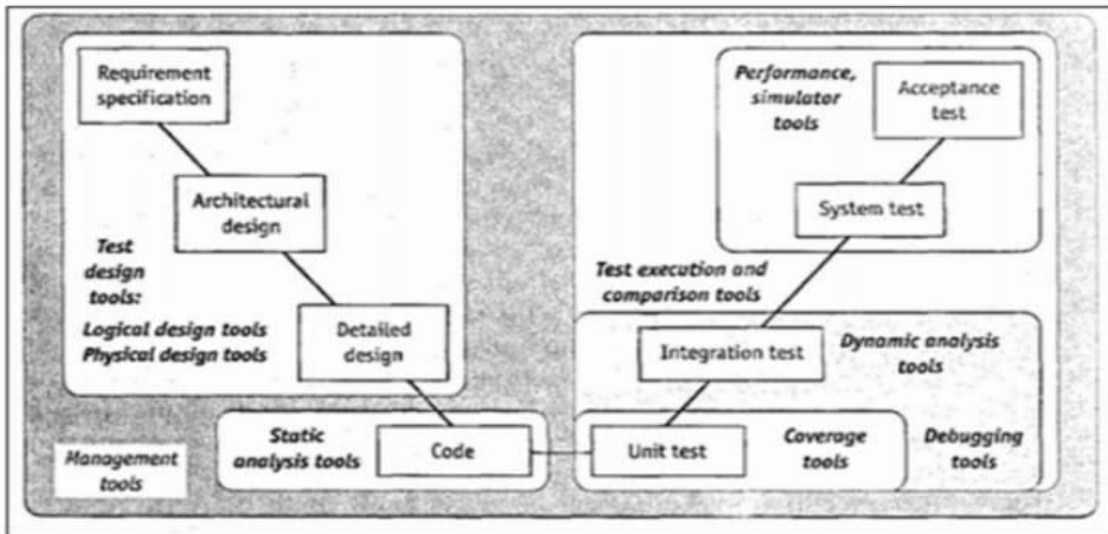 Requirement
specification
Architectural
design
Test
design
tools:
Logical design tools
Physical design tools
Detailed
design
Static
analysis tools
Code
Management
tools
Performance,
simulator
tools
Acceptance
test
System test
Test execution and
comparison tools
Integration test
Dynamic analysis
tools
Unit test
Coverage
tools
Debugging
tools